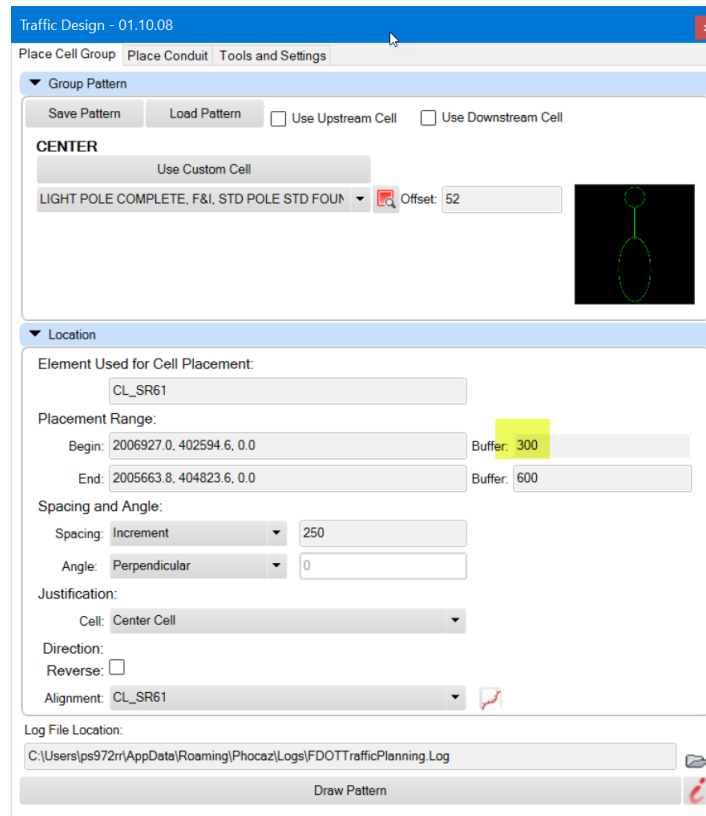 Traffic Design - 01.10.08
Place Cell Group Place Conduit Tools and Settings
Group Pattern
Save Pattern Load Pattern Use Upstream Cell Use Downstream Cell
CENTER
Use Custom Cell
LIGHT POLE COMPLETE, F&I, STD POLE STD FOUN Offset: 52
Location
Element Used for Cell Placement:
CL_SR61
Placement Range:
Begin: 2006927.0, 402594.6, 0.0 Buffer: 300
End: 2005663.8, 404823.6, 0.0 Buffer: 600
Spacing and Angle:
Spacing: Increment 250
Angle: Perpendicular 0
Justification:
Cell: Center Cell
Direction:
Reverse:
Alignment: CL_SR61
Log File Location:
C:\Users\ps972rr\AppData\Roaming\Phocaz\Logs\FDOTTrafficPlanning.Log
Draw Pattern